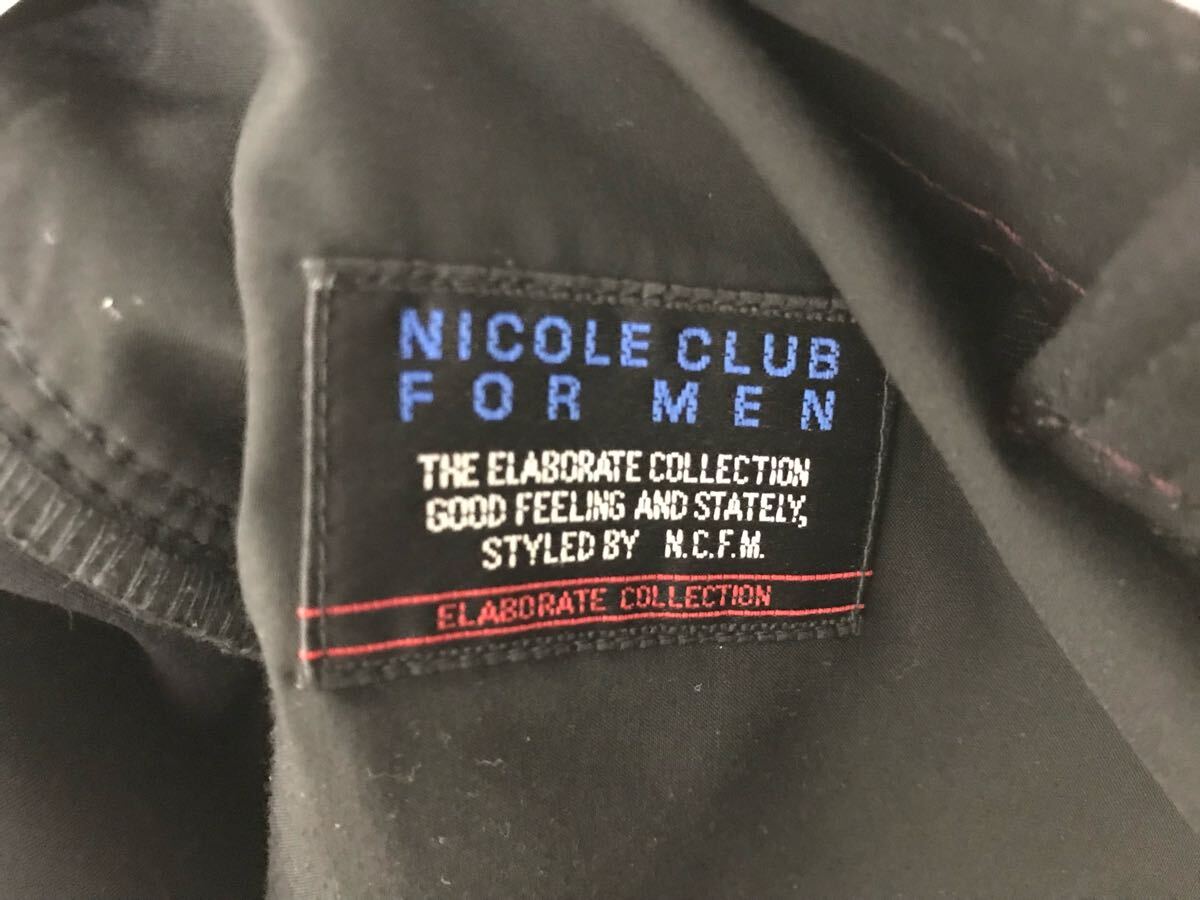 NICOLE CLUB
FOR MEN
THE ELABORATE COLLECTION
GOOD FEELING AND STATELY,
STYLED BY N.C.F.M.
ELABORATE COLLECTION